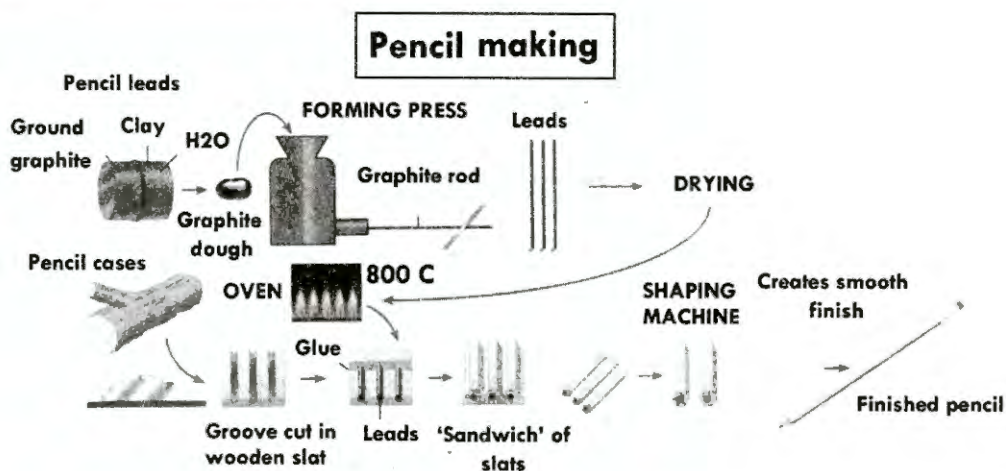 Pencil making
Pencil leads
FORMING PRESS
Leads
Ground
graphite
Clay
H2O
Graphite rod
DRYING
Graphite
dough
Pencil cases
OVEN
800 C
SHAPING
MACHINE
Creates smooth
finish
Glue
Finished pencil
Groove cut in
wooden slat
Leads
'Sandwich' of
slats